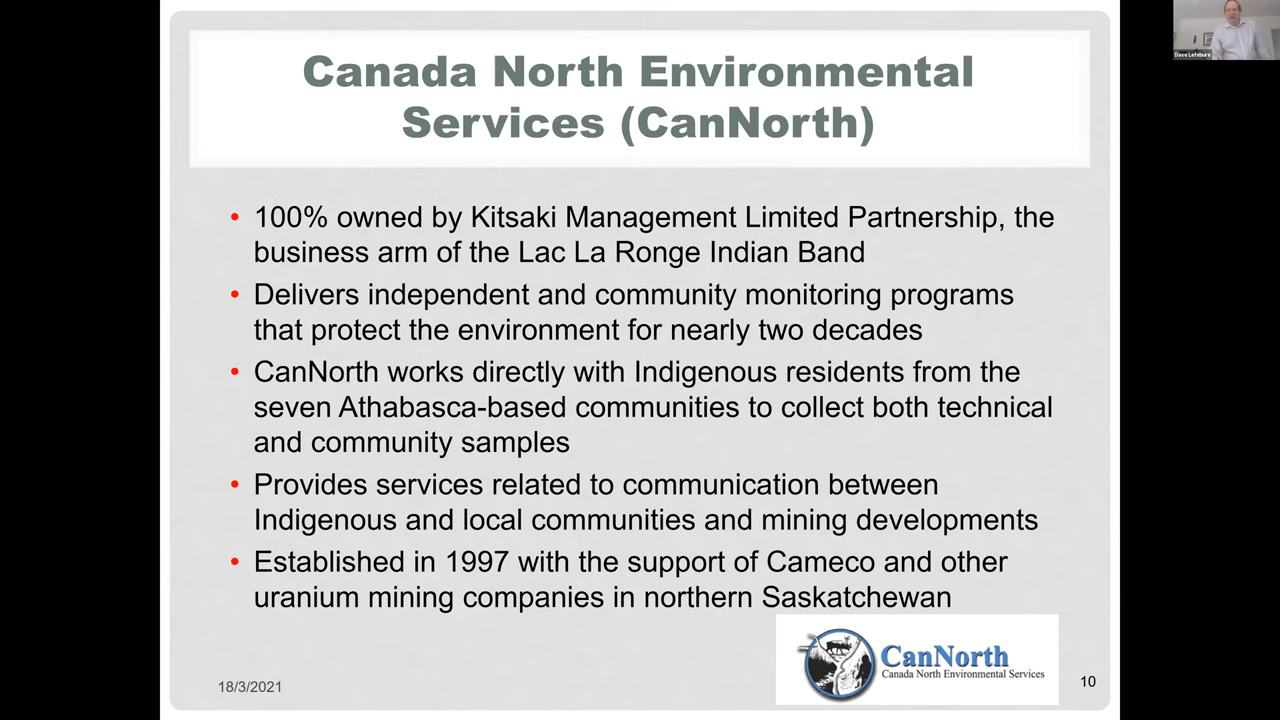 Canada North Environmental
Services (CanNorth)
• 100% owned by Kitsaki Management Limited Partnership, the
business arm of the Lac La Ronge Indian Band
• Delivers independent and community monitoring programs
that protect the environment for nearly two decades
• CanNorth works directly with Indigenous residents from the
seven Athabasca-based communities to collect both technical
and community samples
• Provides services related to communication between
Indigenous and local communities and mining developments
• Established in 1997 with the support of Cameco and other
uranium mining companies in northern Saskatchewan
CanNorth
Canada North Environmental Services
18/3/2021
10
Dave Lefebure